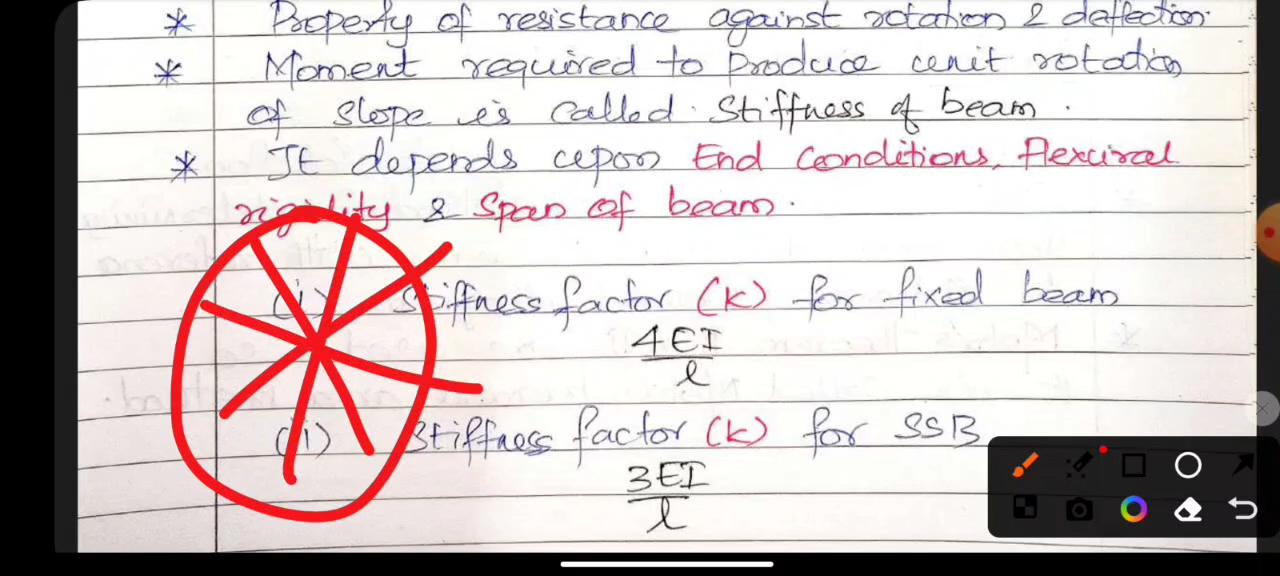 * Property of resistance against rotation & deflection.
* Moment required to produce unit rotation
of slope is called Stiffness of beam.
* It depends upon End Conditions, flexural
rigidity & Span of beam.
(i) Stiffness factor (k) for fixed beam
4EI
l
(i) Stiffness factor (k) for SSB
3EI
l